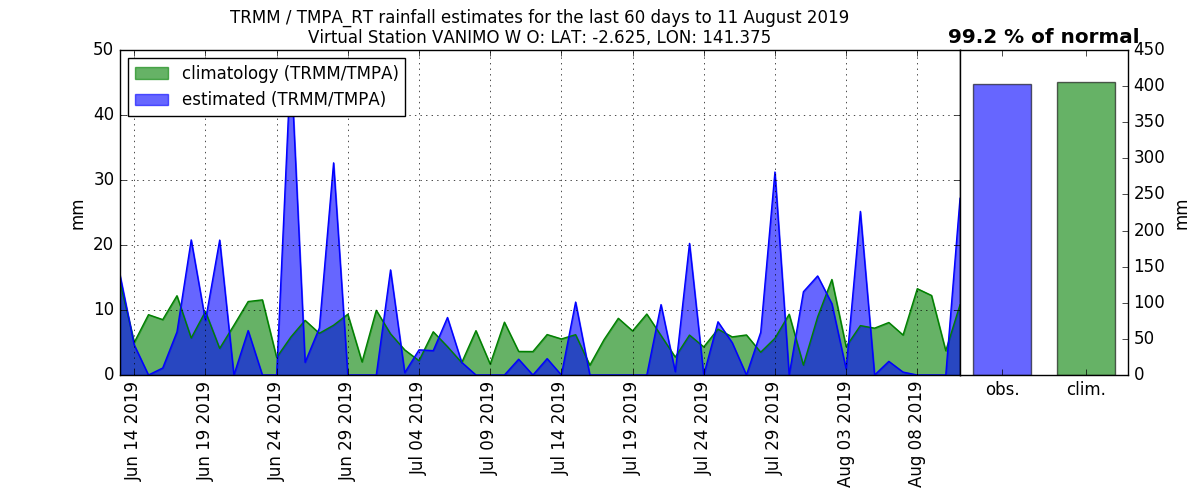 TRMM / TMPA_RT rainfall estimates for the last 60 days to 11 August 2019
Virtual Station VANIMO W O: LAT: -2.625, LON: 141.375
99.2 % of normal
climatology (TRMM/TMPA)
estimated (TRMM/TMPA)
50
40
30
20
10
0
mm
Jun 14 2019
Jun 19 2019
Jun 24 2019
Jun 29 2019
Jul 04 2019
Jul 09 2019
Jul 14 2019
Jul 19 2019
Jul 24 2019
Jul 29 2019
Aug 03 2019
Aug 08 2019
450
400
350
300
250
200
150
100
50
0
mm
obs.
clim.